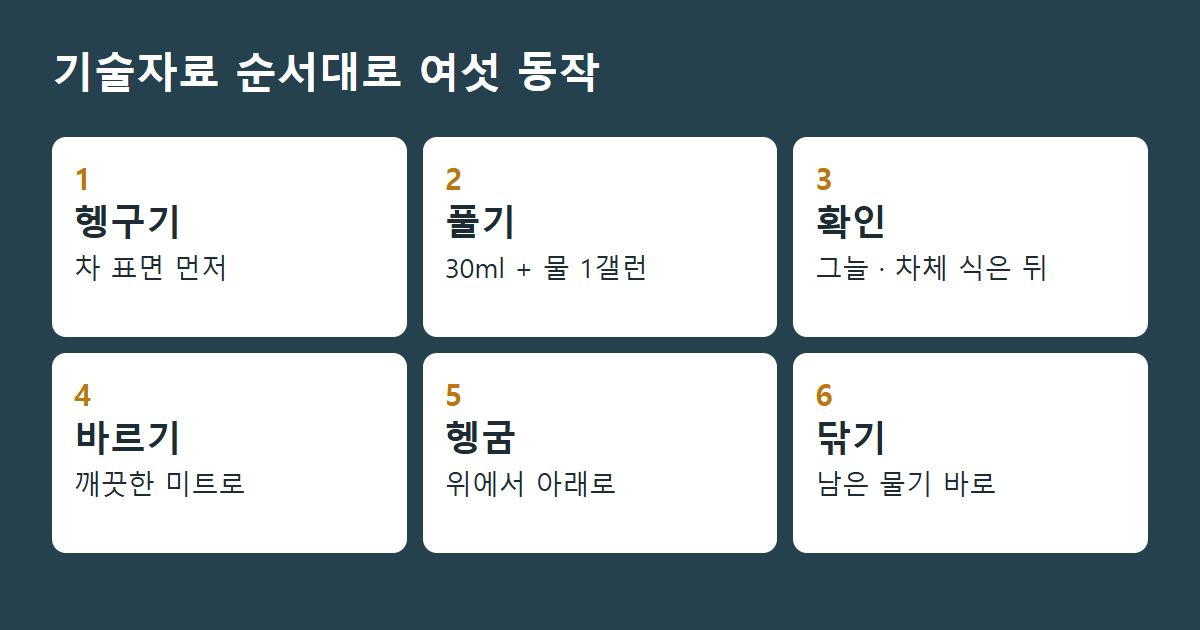 기술자료 순서대로 여섯 동작
1
헹구기
차 표면 먼저
2
풀기
30ml + 물 1갤런
3
확인
그늘 · 차체 식은 뒤
4
바르기
깨끗한 미트로
5
헹굼
위에서 아래로
6
닦기
남은 물기 바로